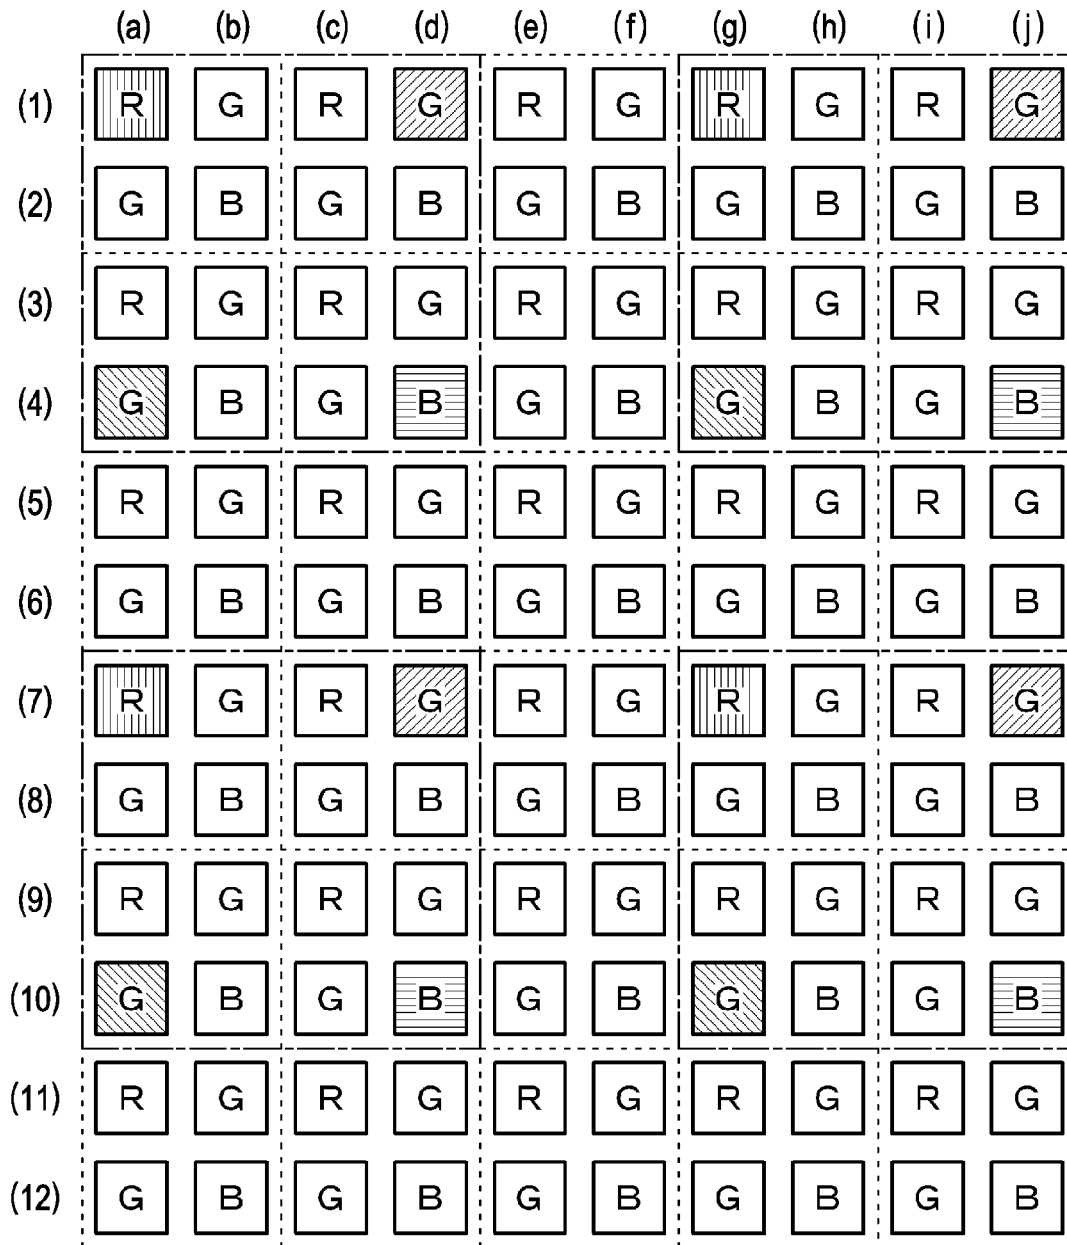 (a) (b) (c) (d) (e) (f) (g) (h) (i) (j)
(1) R G R G R G R G R G
(2) G B G B G B G B G B
(3) R G R G R G R G R G
(4) G B G B G B G B G B
(5) R G R G R G R G R G
(6) G B G B G B G B G B
(7) R G R G R G R G R G
(8) G B G B G B G B G B
(9) R G R G R G R G R G
(10) G B G B G B G B G B
(11) R G R G R G R G R G
(12) G B G B G B G B G B